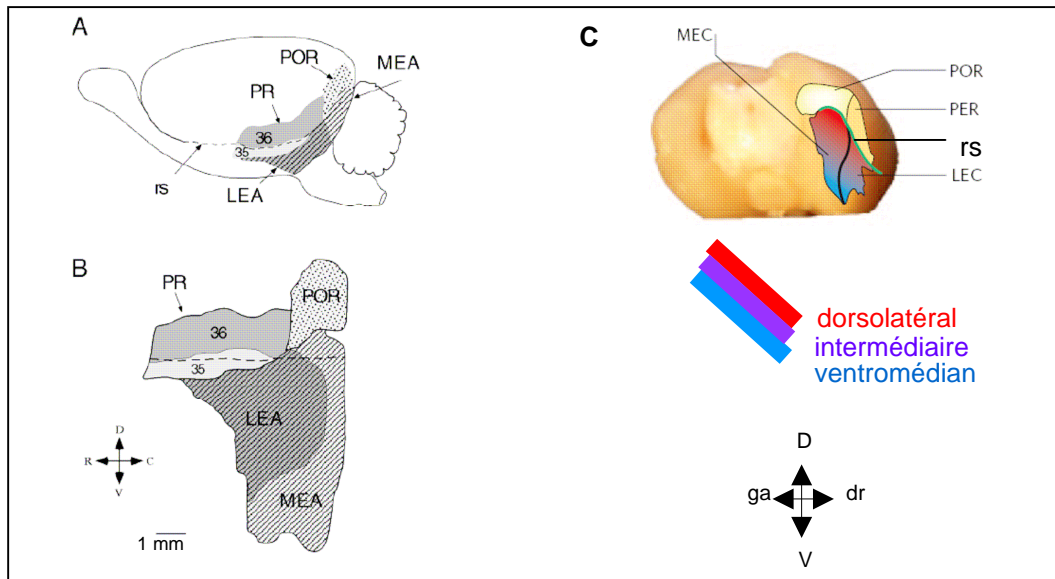 A
POR
MEA
PR
36
35
rs
LEA
B
PR
POR
36
35
LEA
MEA
D
R C
V
1 mm
C
MEC
POR
PER
rs
LEC
dorsolatéral
intermédiaire
ventromédian
D
ga dr
V